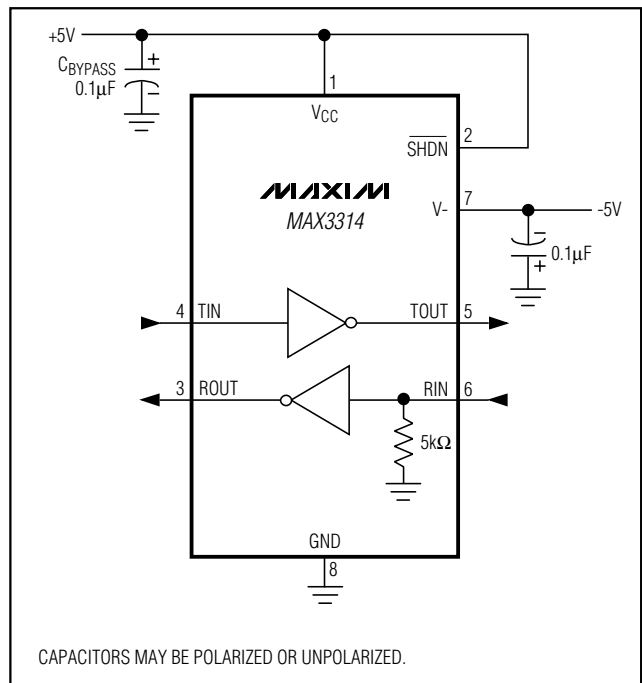 +5V
CBYPASS
0.1µF
+
−
1
VCC
SHDN
2
MAXIM
MAX3314
V-
7
-5V
−
+
0.1µF
4
TIN
TOUT
5
3
ROUT
RIN
6
5kΩ
GND
8
CAPACITORS MAY BE POLARIZED OR UNPOLARIZED.